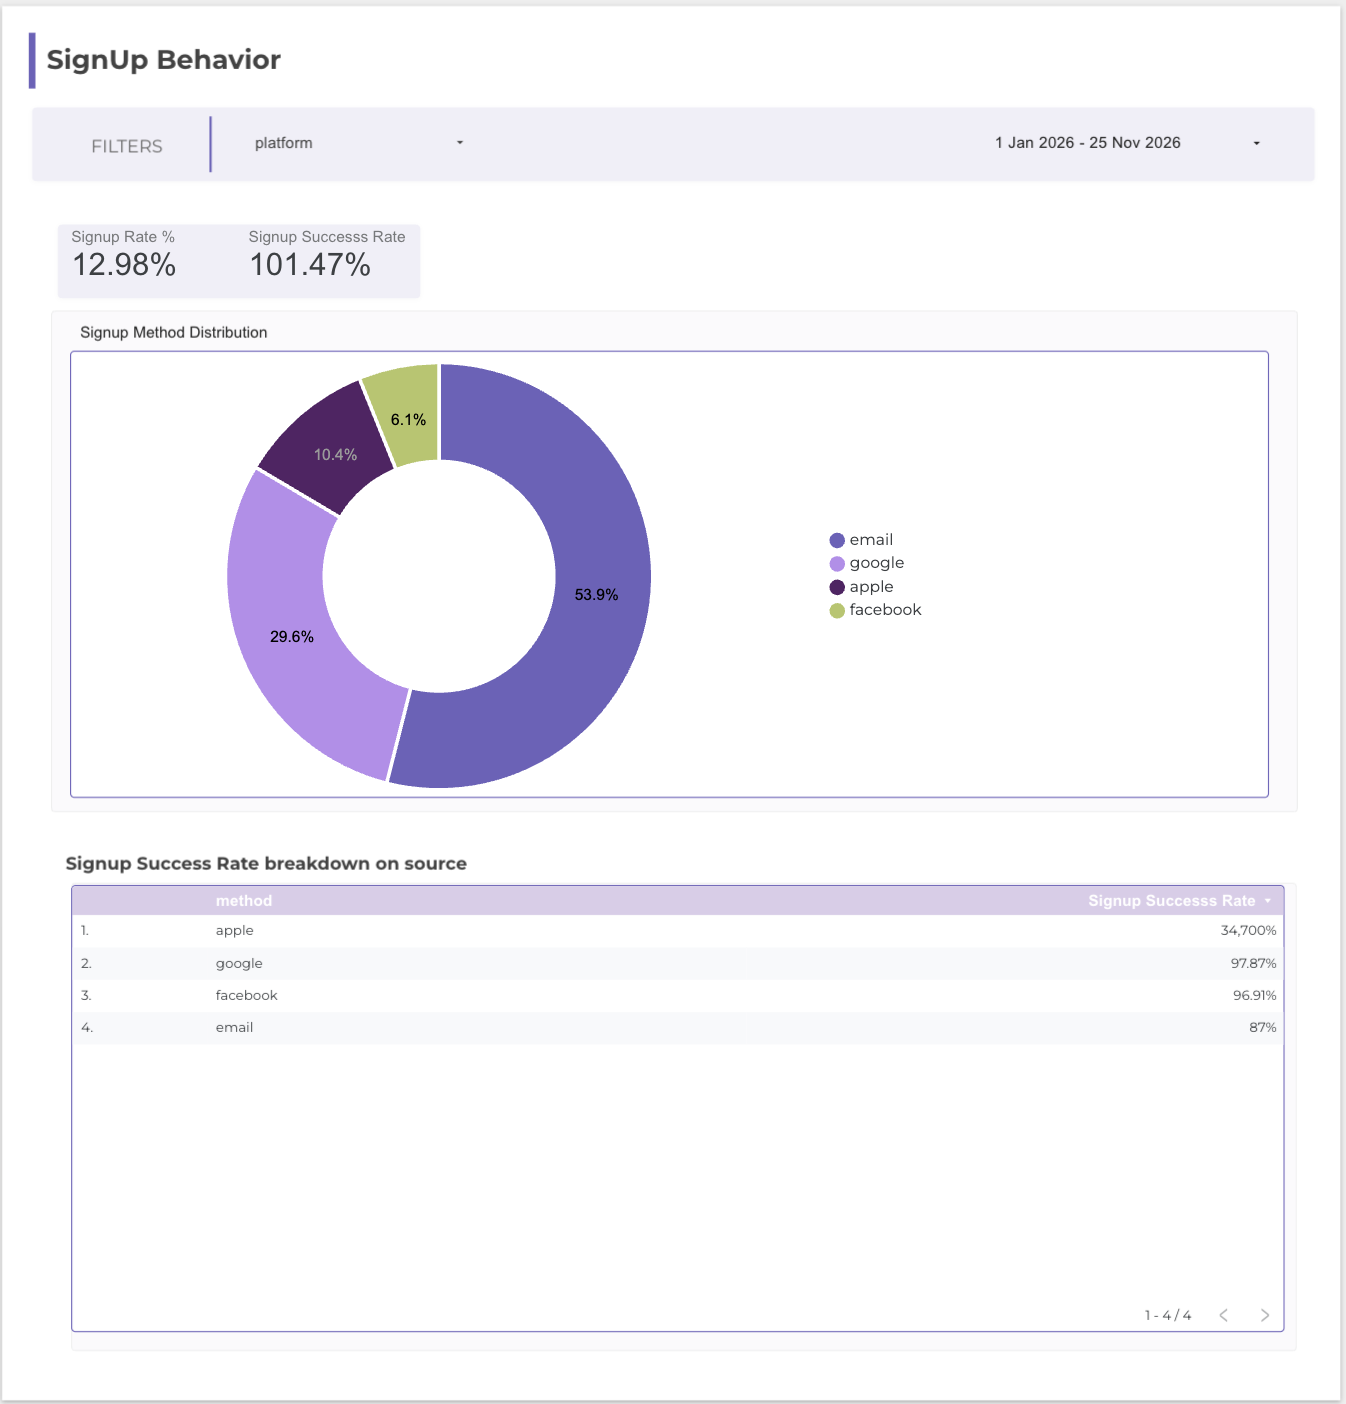 SignUp Behavior
FILTERS
platform
1 Jan 2026 - 25 Nov 2026
Signup Rate %
Signup Successs Rate
12.98%
101.47%
Signup Method Distribution
6.1%
10.4%
53.9%
29.6%
email
google
apple
facebook
Signup Success Rate breakdown on source
method Signup Successs Rate
1. apple 34,700%
2. google 97.87%
3. facebook 96.91%
4. email 87%
1 - 4 / 4